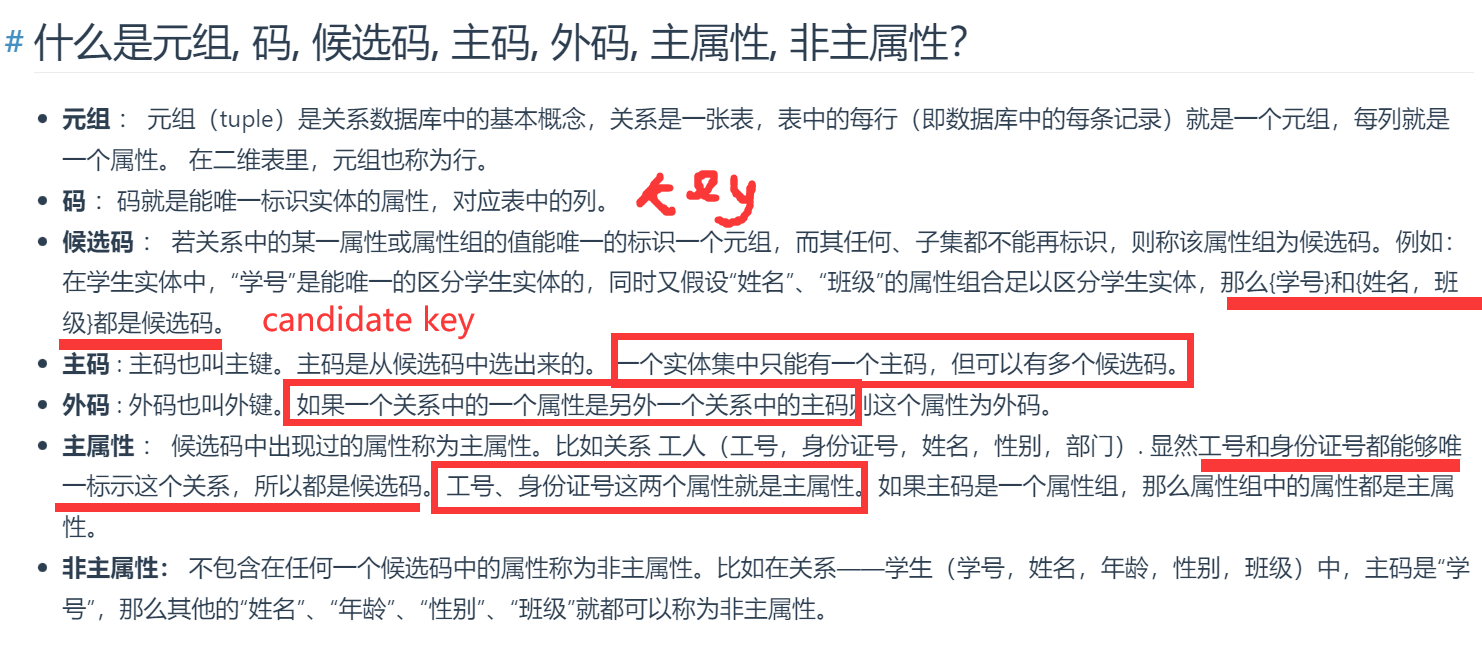 # 什么是元组, 码, 候选码, 主码, 外码, 主属性, 非主属性？
• 元组 ： 元组（tuple）是关系数据库中的基本概念，关系是一张表，表中的每行（即数据库中的每条记录）就是一个元组，每列就是
一个属性。 在二维表里，元组也称为行。
• 码 ：码就是能唯一标识实体的属性，对应表中的列。 key
• 候选码 ： 若关系中的某一属性或属性组的值能唯一的标识一个元组，而其任何、子集都不能再标识，则称该属性组为候选码。例如：
在学生实体中，“学号”是能唯一的区分学生实体的，同时又假设“姓名”、“班级”的属性组合足以区分学生实体，那么{学号}和{姓名，班
级}都是候选码。 candidate key
• 主码 : 主码也叫主键。主码是从候选码中选出来的。 一个实体集中只能有一个主码，但可以有多个候选码。
• 外码 : 外码也叫外键。如果一个关系中的一个属性是另外一个关系中的主码则这个属性为外码。
• 主属性 ： 候选码中出现过的属性称为主属性。比如关系 工人（工号，身份证号，姓名，性别，部门）. 显然工号和身份证号都能够唯
一标示这个关系，所以都是候选码。工号、身份证号这两个属性就是主属性。如果主码是一个属性组，那么属性组中的属性都是主属
性。
• 非主属性： 不包含在任何一个候选码中的属性称为非主属性。比如在关系——学生（学号，姓名，年龄，性别，班级）中，主码是“学
号”，那么其他的“姓名”、“年龄”、“性别”、“班级”就都可以称为非主属性。